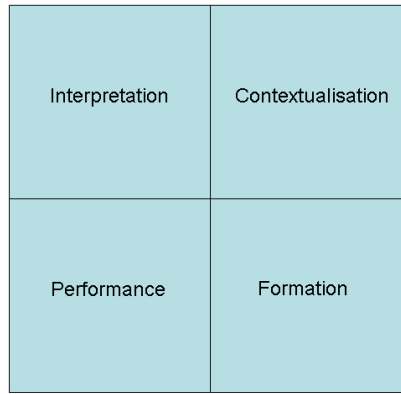 Interpretation
Contextualisation
Performance
Formation